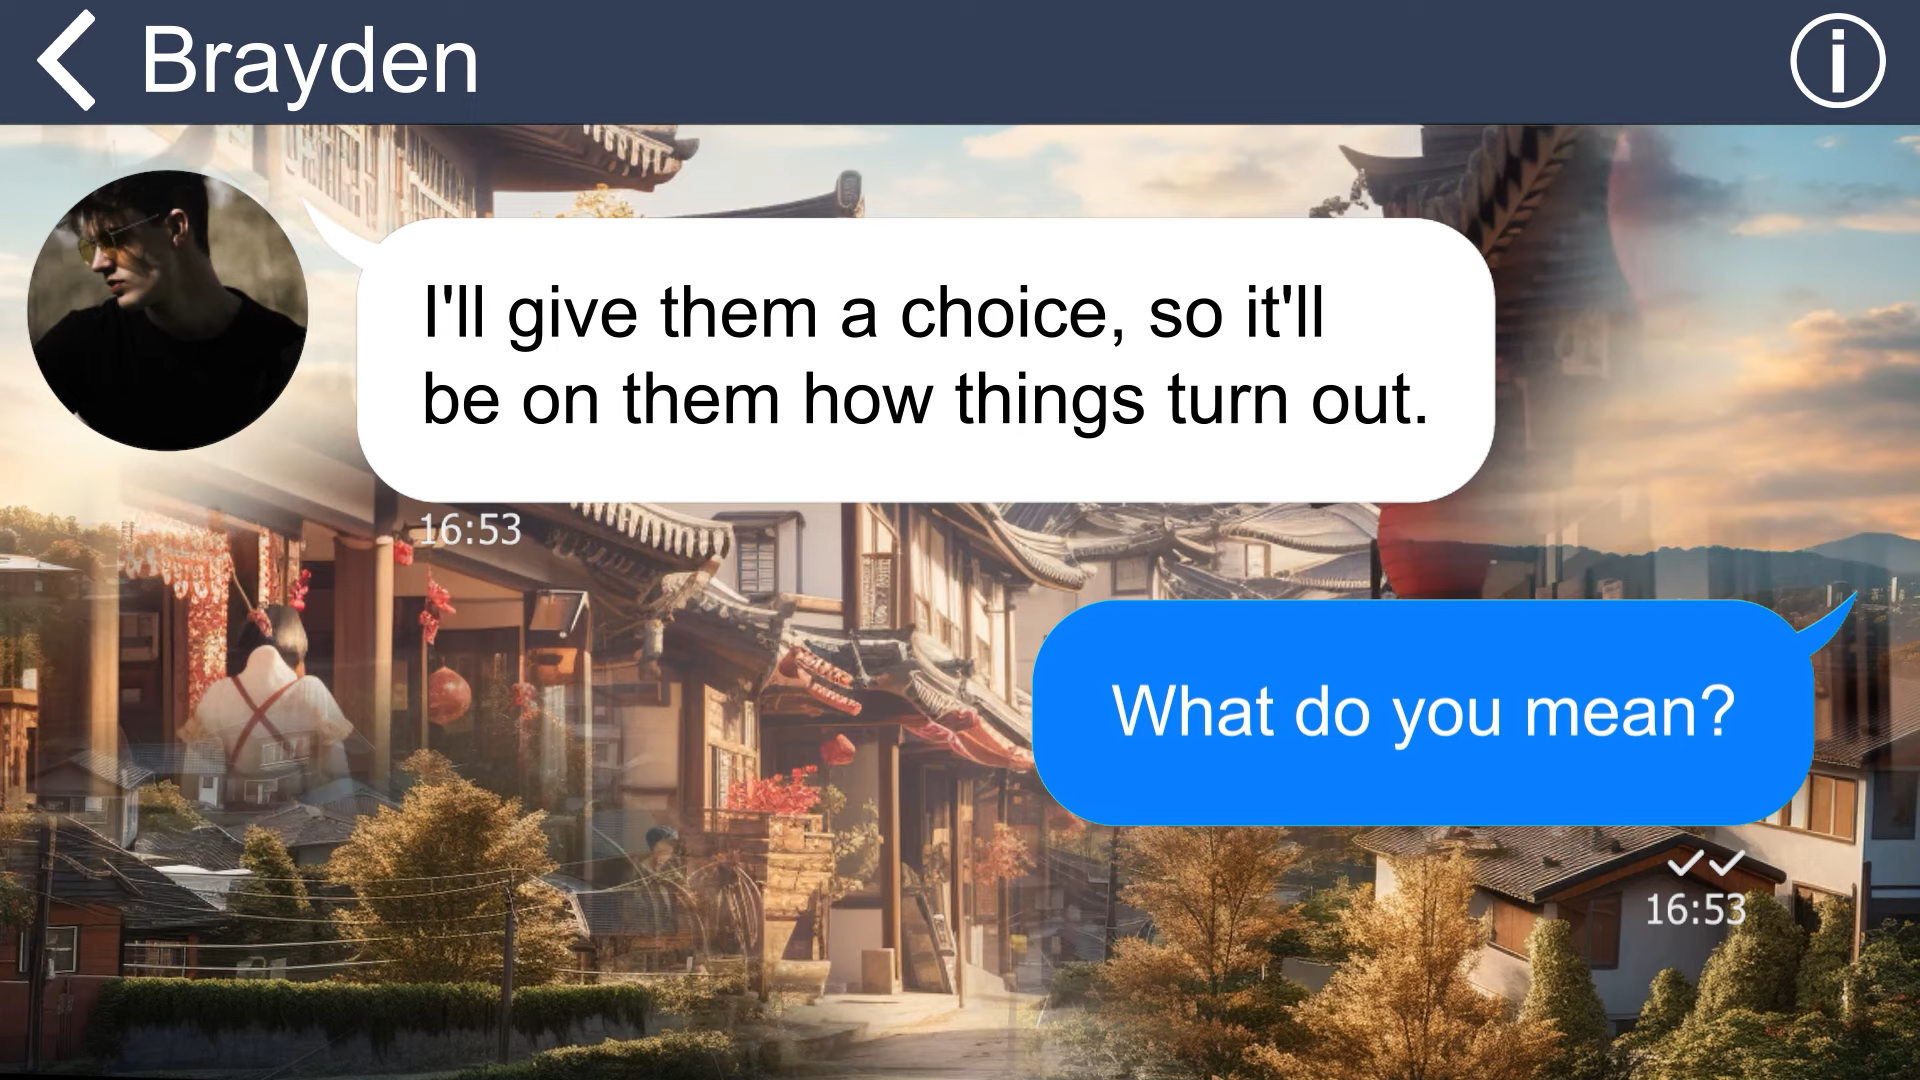 Brayden
I'll give them a choice, so it'll
be on them how things turn out.
16:53
What do you mean?
16:53